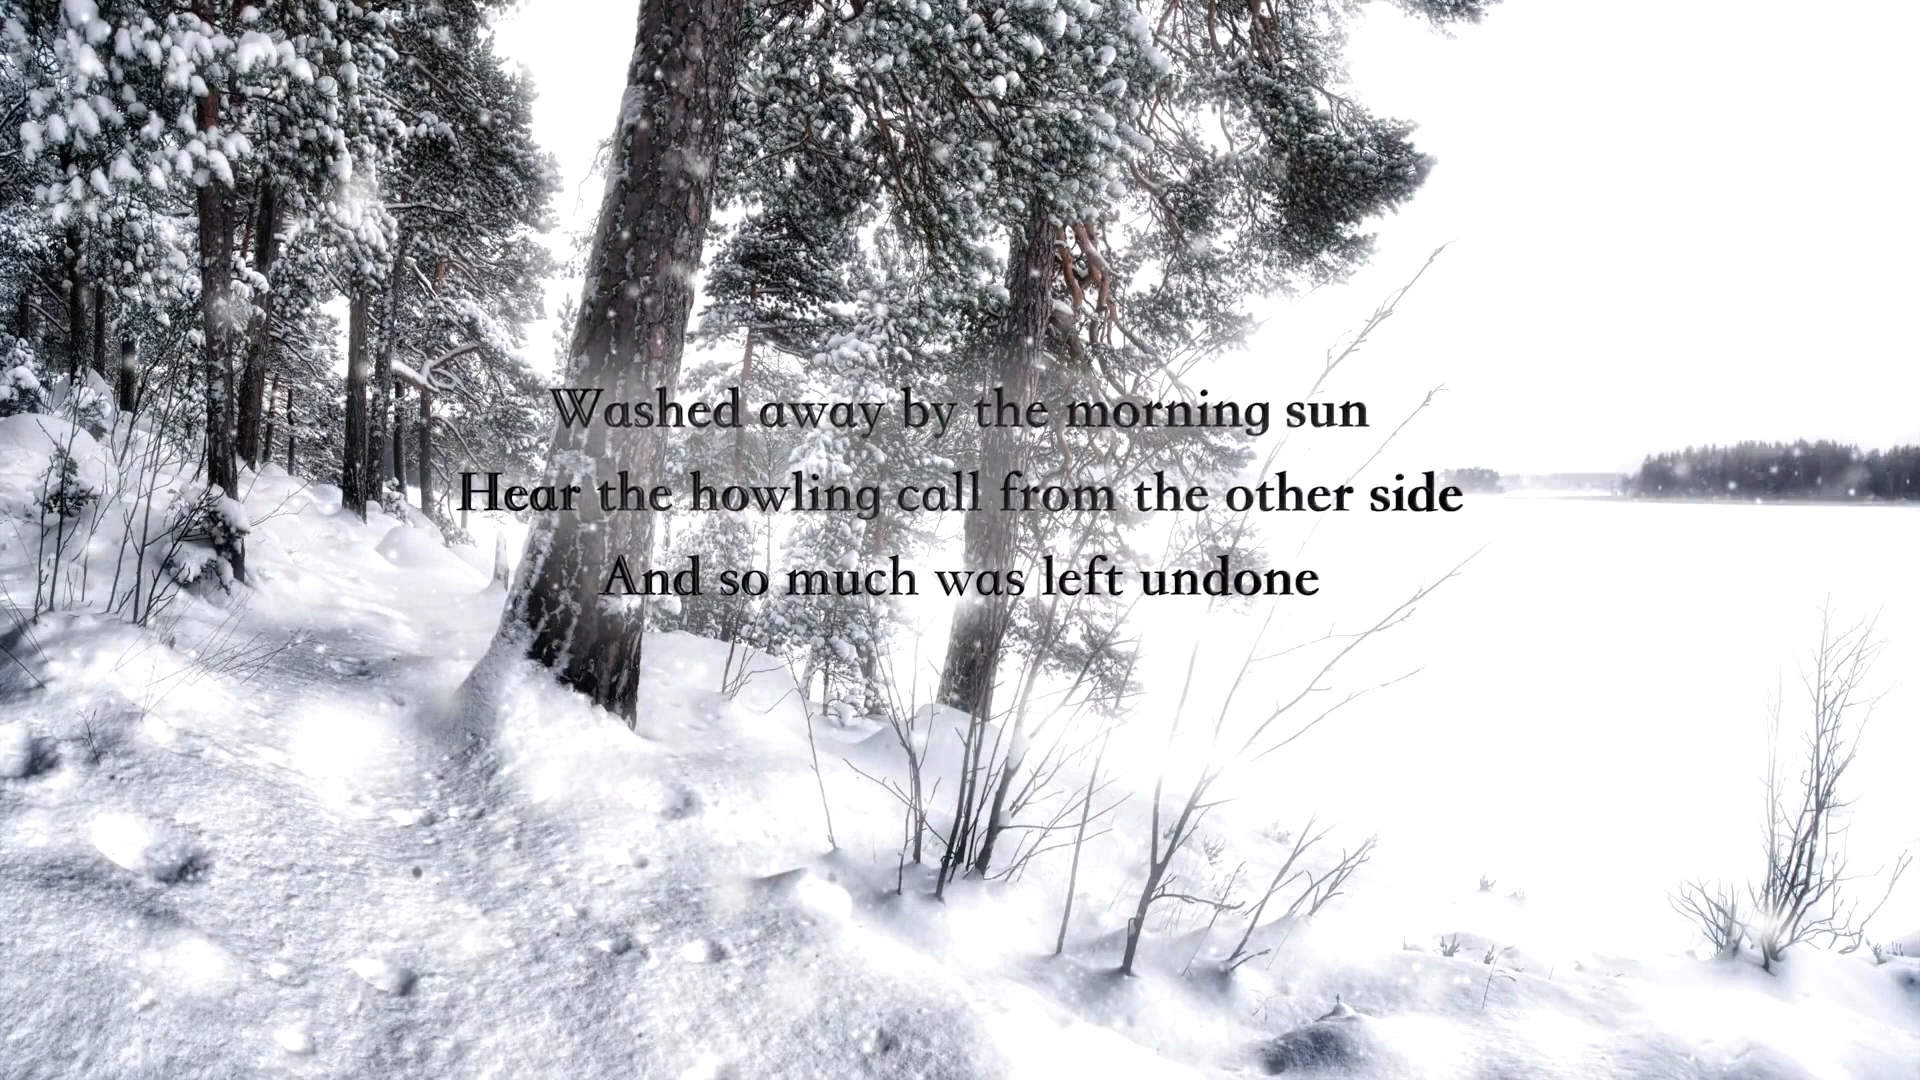 Washed away by the morning sun
Hear the howling call from the other side
And so much was left undone